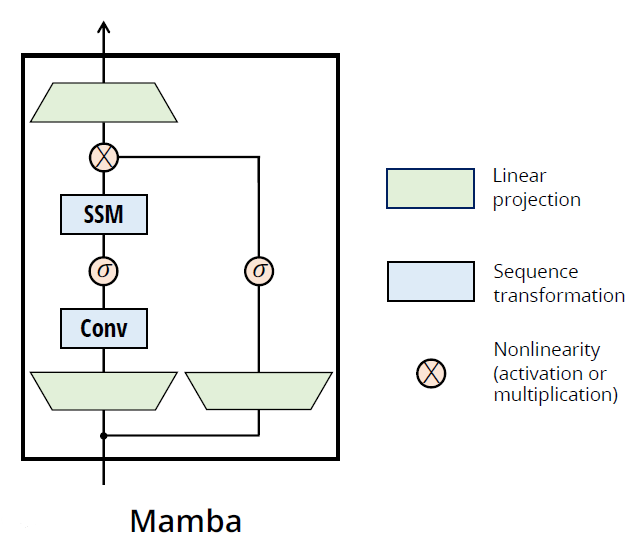 SSM
σ
σ
Conv
Linear
projection
Sequence
transformation
Nonlinearity
(activation or
multiplication)
Mamba